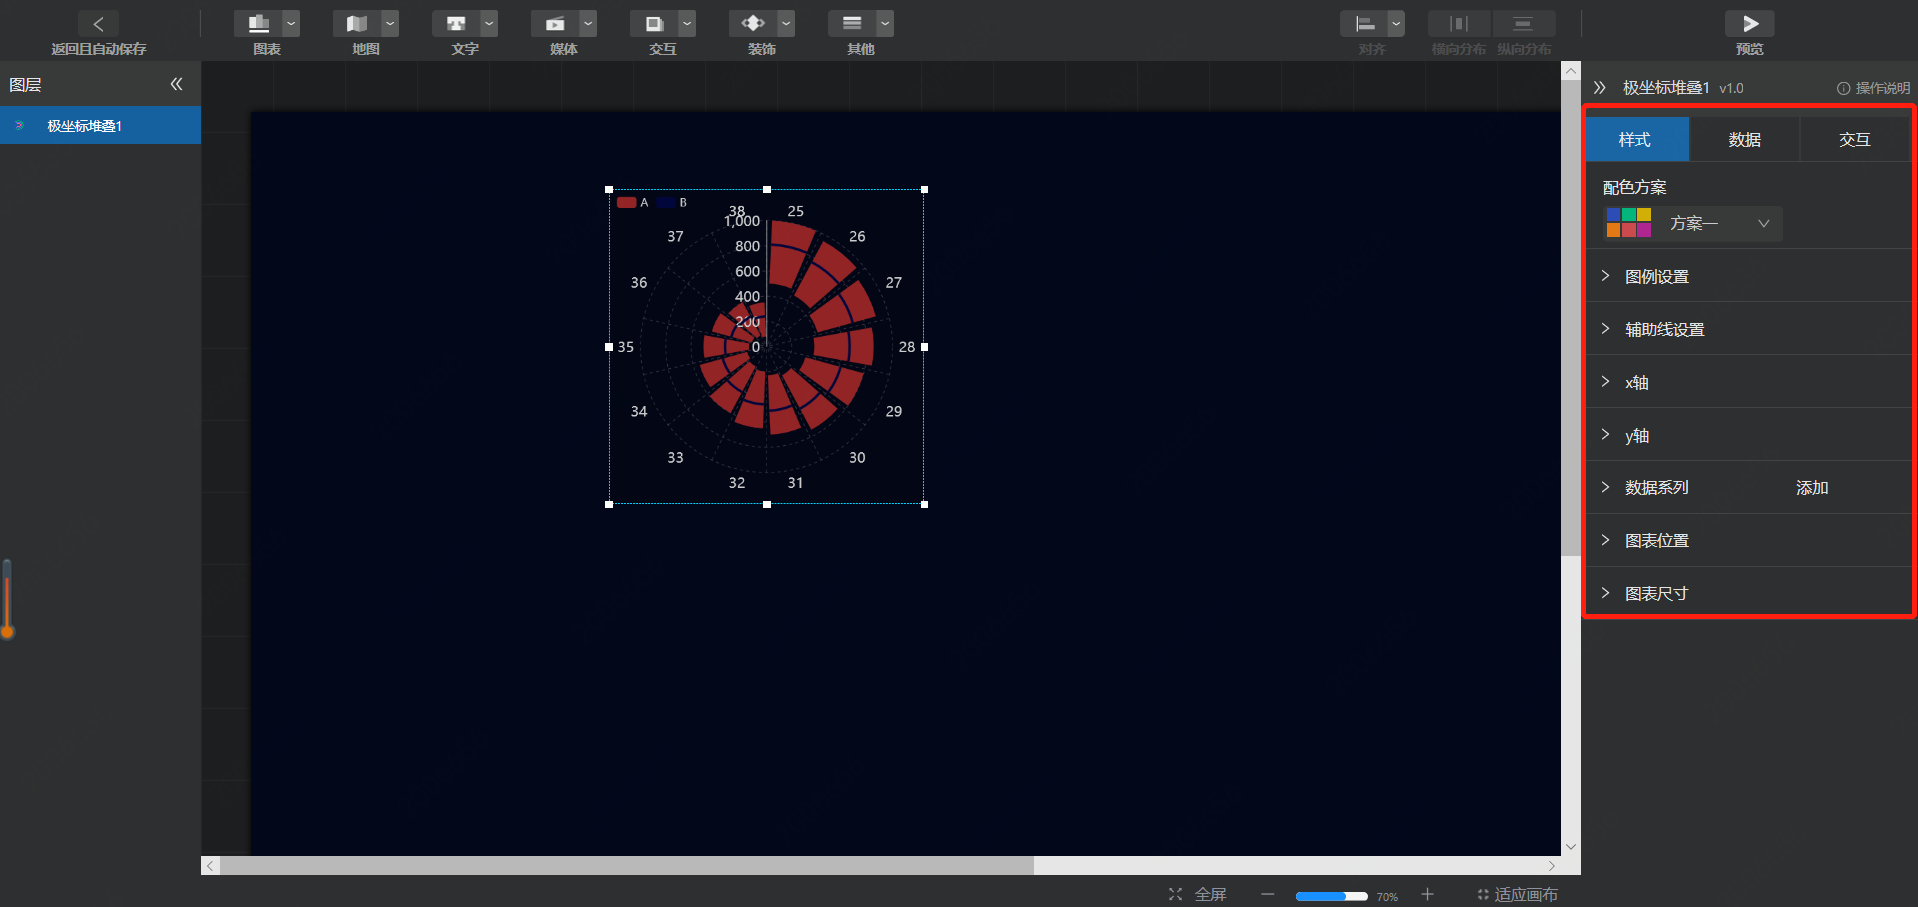 返回且自动保存
图表
地图
文字
媒体
交互
装饰
其他
对齐
横向分布
纵向分布
预览
图层
极坐标堆叠1
A
B
38
25
1,000
37
26
800
600
36
27
400
200
35
0
28
34
29
33
30
32
31
极坐标堆叠1 v1.0
操作说明
样式
数据
交互
配色方案
方案一
图例设置
辅助线设置
x轴
y轴
数据系列 添加
图表位置
图表尺寸
全屏
70%
适应画布